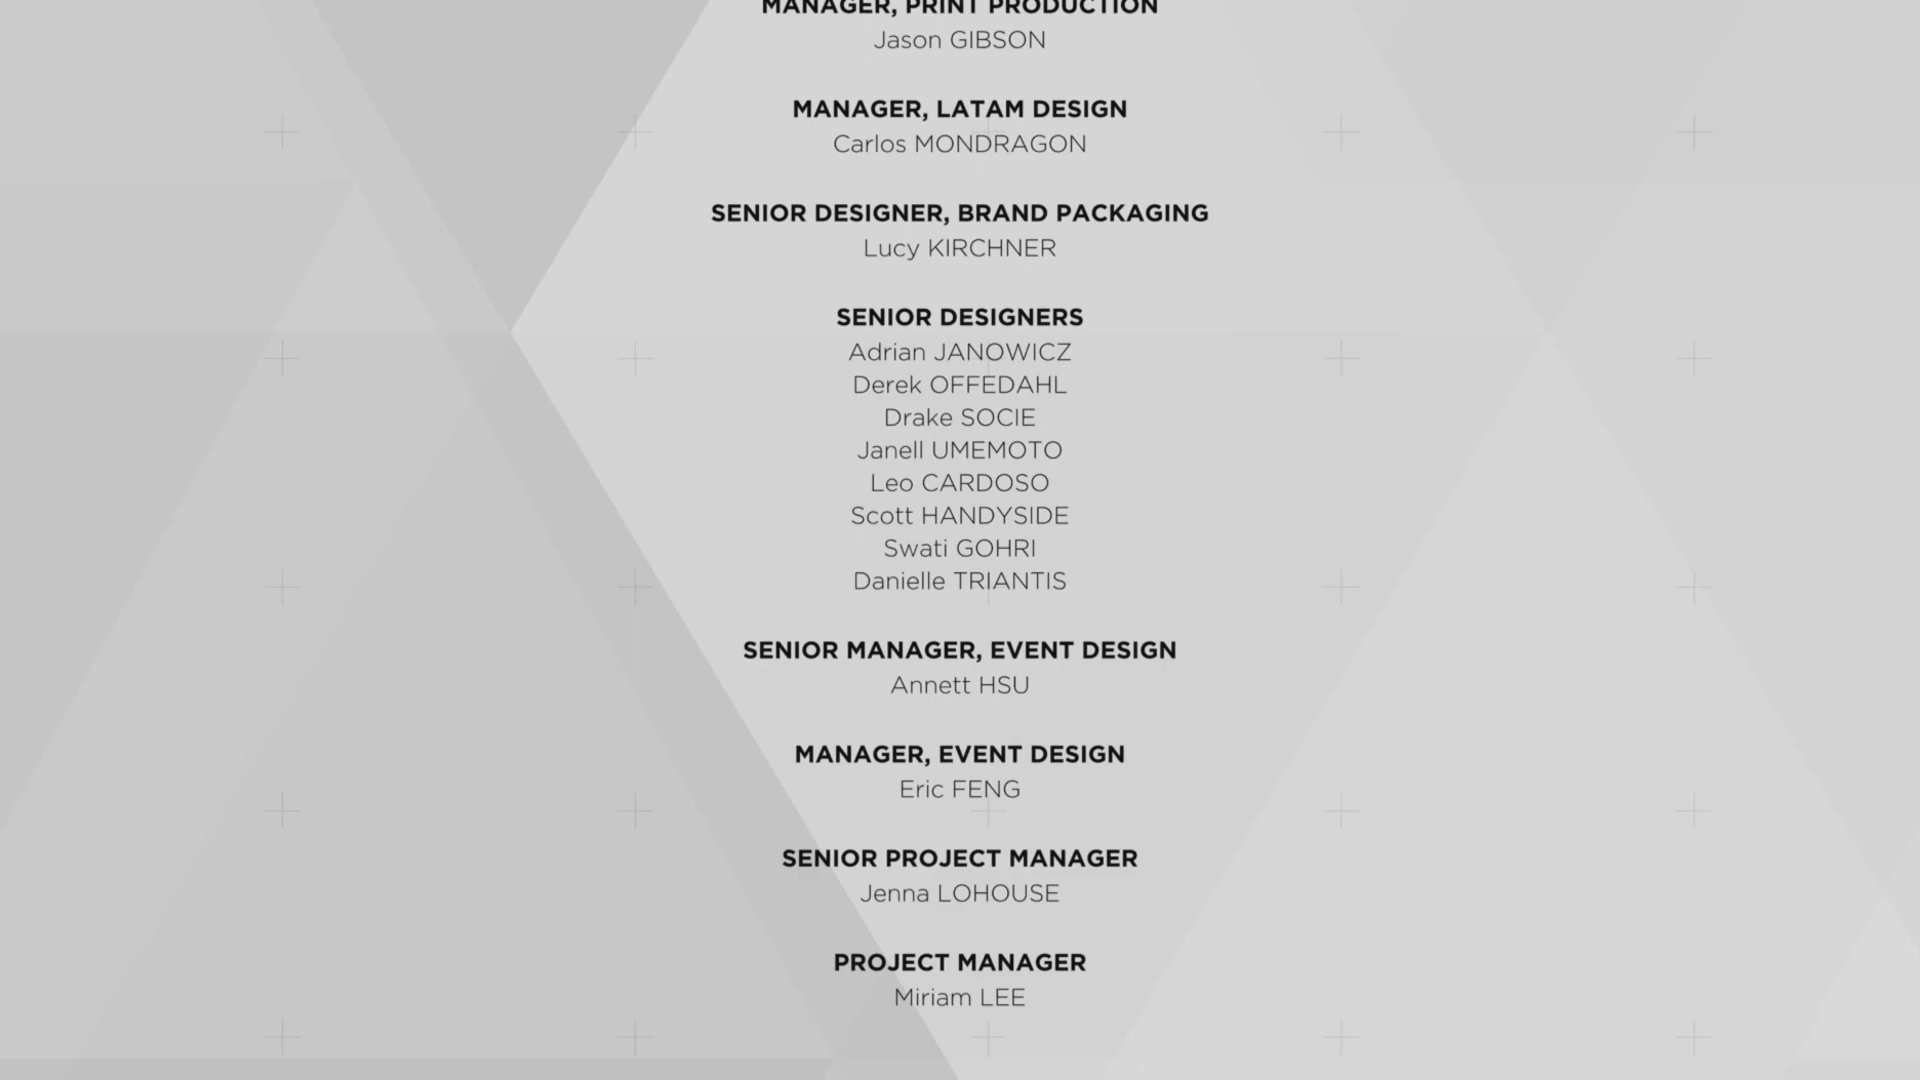 MANAGER, PRINT PRODUCTION
Jason GIBSON
MANAGER, LATAM DESIGN
Carlos MONDRAGON
SENIOR DESIGNER, BRAND PACKAGING
Lucy KIRCHNER
SENIOR DESIGNERS
Adrian JANOWICZ
Derek OFFEDAHL
Drake SOCIE
Janell UMEMOTO
Leo CARDOSO
Scott HANDYSIDE
Swati GOHRI
Danielle TRIANTIS
SENIOR MANAGER, EVENT DESIGN
Annett HSU
MANAGER, EVENT DESIGN
Eric FENG
SENIOR PROJECT MANAGER
Jenna LOHOUSE
PROJECT MANAGER
Miriam LEE